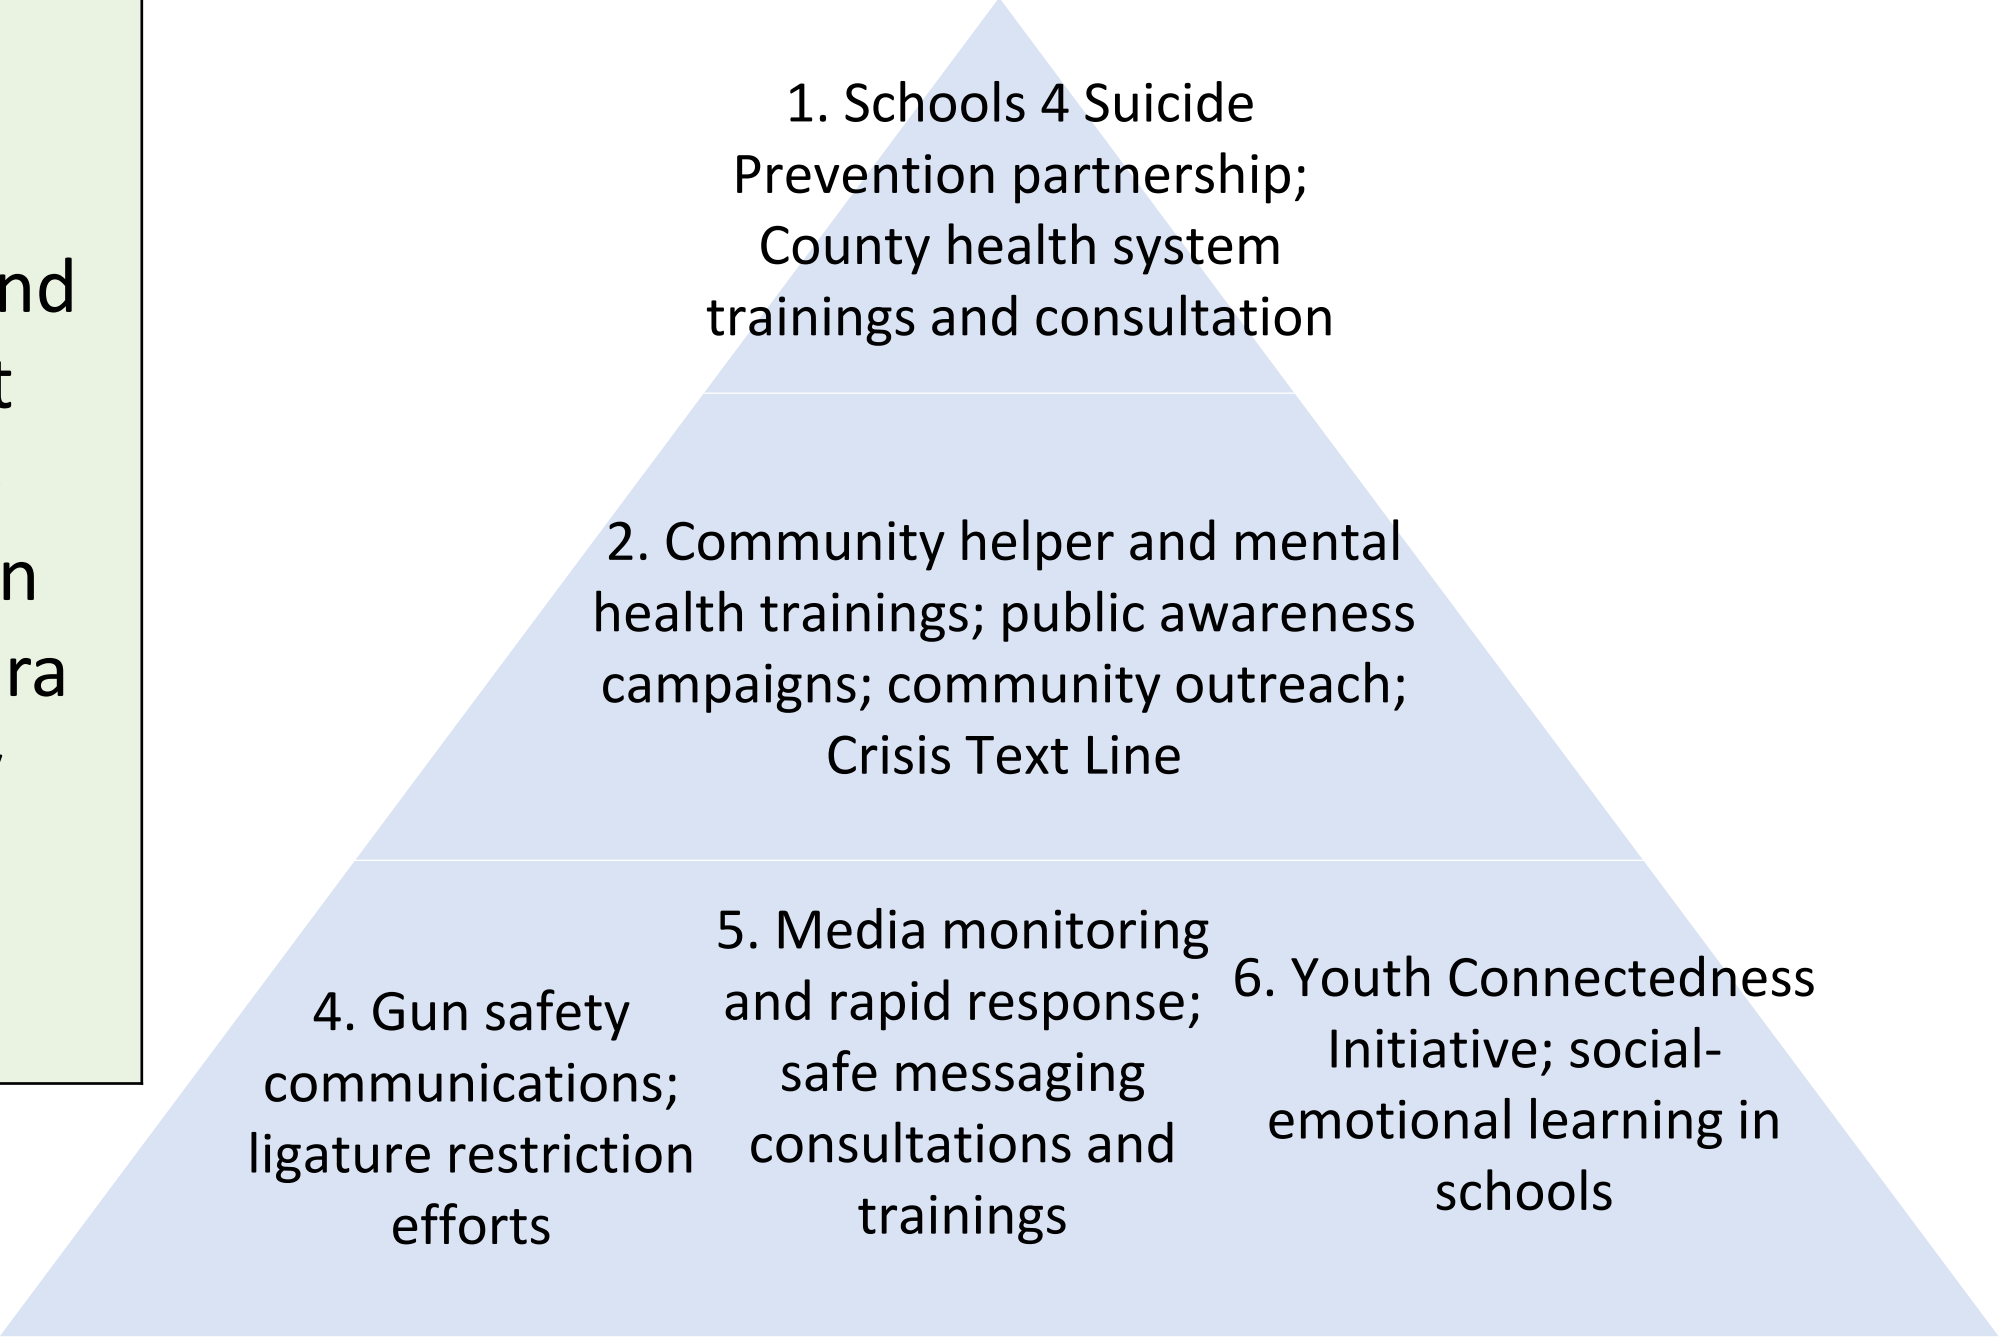 nd
t
n
ra
1. Schools 4 Suicide
Prevention partnership;
County health system
trainings and consultation
2. Community helper and mental
health trainings; public awareness
campaigns; community outreach;
Crisis Text Line
4. Gun safety
communications;
ligature restriction
efforts
5. Media monitoring
and rapid response;
safe messaging
consultations and
trainings
6. Youth Connectedness
Initiative; social-
emotional learning in
schools